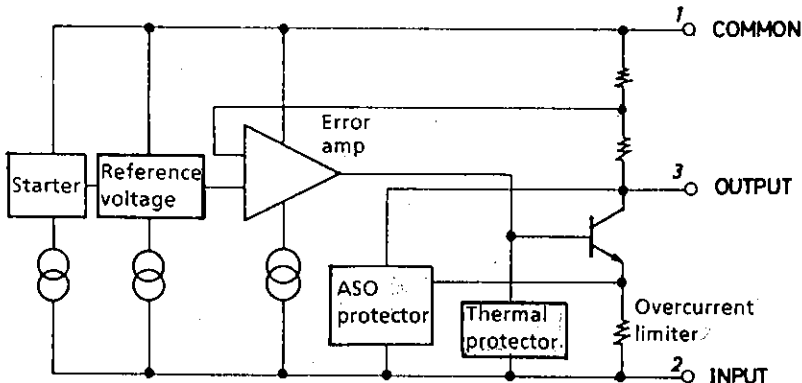 1 COMMON
Error
amp
Starter
Reference
voltage
3 OUTPUT
ASO
protector
Thermal
protector.
Overcurrent
limiter
2 INPUT